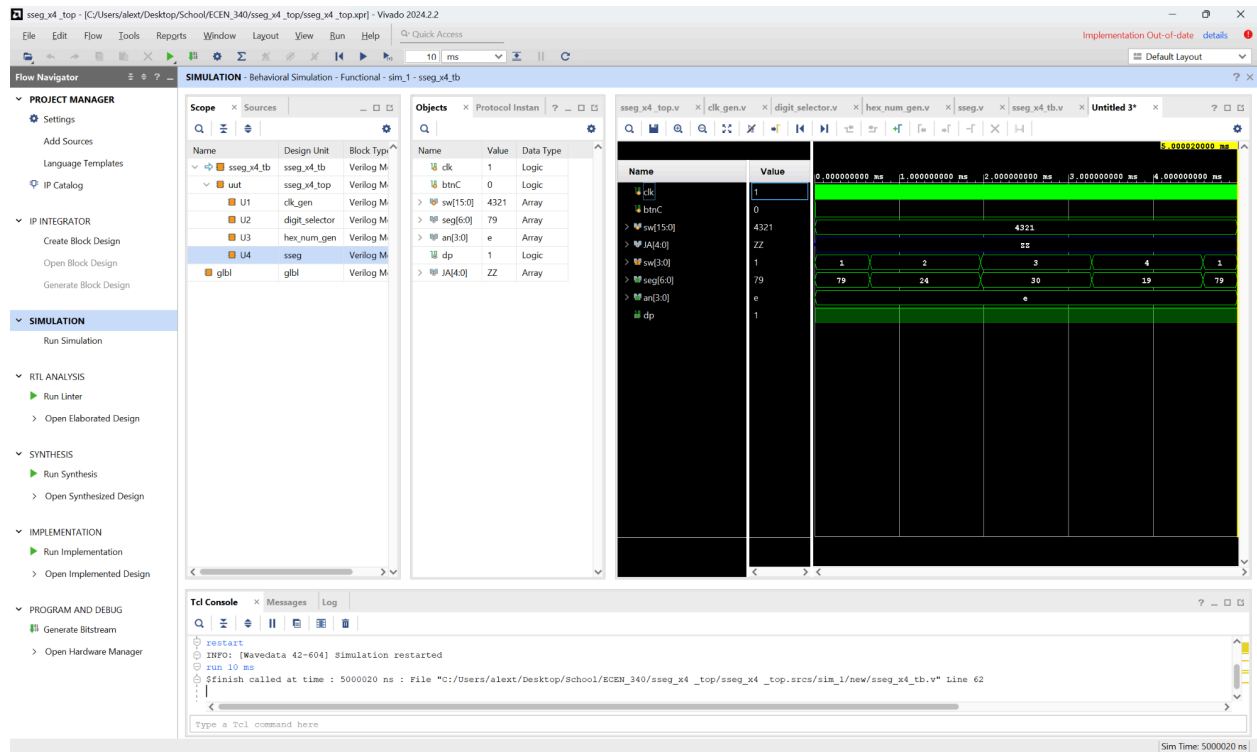 sseg_x4 _top - [C:/Users/alext/Desktop/School/ECEN_340/sseg_x4 _top/sseg_x4 _top.xpr] - Vivado 2024.2.2
File Edit Flow Tools Reports Window Layout View Run Help Quick Access
Implementation Out-of-date details
10 ms
Default Layout
Flow Navigator
SIMULATION - Behavioral Simulation - Functional - sim_1 - sseg_x4_tb
PROJECT MANAGER
Settings
Add Sources
Language Templates
IP Catalog
IP INTEGRATOR
Create Block Design
Open Block Design
Generate Block Design
SIMULATION
Run Simulation
RTL ANALYSIS
Run Linter
Open Elaborated Design
SYNTHESIS
Run Synthesis
Open Synthesized Design
IMPLEMENTATION
Run Implementation
Open Implemented Design
PROGRAM AND DEBUG
Generate Bitstream
Open Hardware Manager
Scope Sources
Name Design Unit Block Type
sseg_x4_tb sseg_x4_tb Verilog M
uut sseg_x4_top Verilog M
U1 clk_gen Verilog M
U2 digit_selector Verilog M
U3 hex_num_gen Verilog M
U4 sseg Verilog M
glbl glbl Verilog M
Objects Protocol Instan
Name Value Data Type
clk 1 Logic
btnC 0 Logic
sw[15:0] 4321 Array
seg[6:0] 79 Array
an[3:0] e Array
dp 1 Logic
JA[4:0] ZZ Array
sseg_x4_top.v clk_gen.v digit_selector.v hex_num_gen.v sseg.v sseg_x4_tb.v Untitled 3*
5.000020000 ms
Name Value 0.000000000 ms 1.000000000 ms 2.000000000 ms 3.000000000 ms 4.000000000 ms
clk 1
btnC 0
sw[15:0] 4321 4321
JA[4:0] ZZ ZZ
sw[3:0] 1 1 2 3 4 1
seg[6:0] 79 79 24 30 19 79
an[3:0] e e
dp 1
Tcl Console Messages Log
restart
INFO: [Wavedata 42-604] Simulation restarted
run 10 ms
$finish called at time : 5000020 ns : File "C:/Users/alext/Desktop/School/ECEN_340/sseg_x4 _top/sseg_x4 _top.srcs/sim_1/new/sseg_x4_tb.v" Line 62
Type a Tcl command here
Sim Time: 5000020 ns